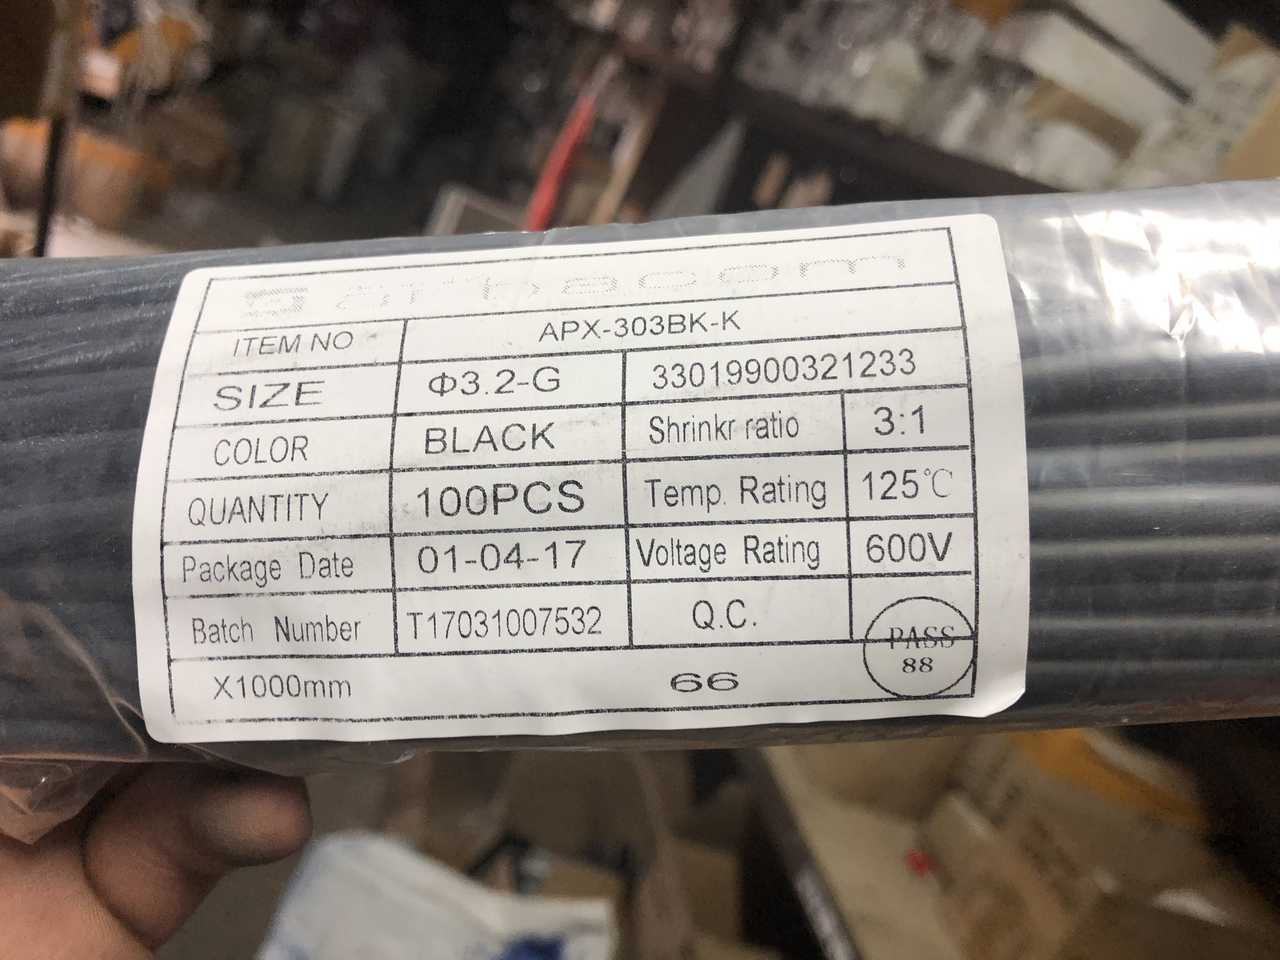 ITEM NO APX-303BK-K
SIZE Φ3.2-G 33019900321233
COLOR BLACK Shrinkr ratio 3:1
QUANTITY 100PCS Temp. Rating 125℃
Package Date 01-04-17 Voltage Rating 600V
Batch Number T17031007532 Q.C.
PASS
88
X1000mm 66